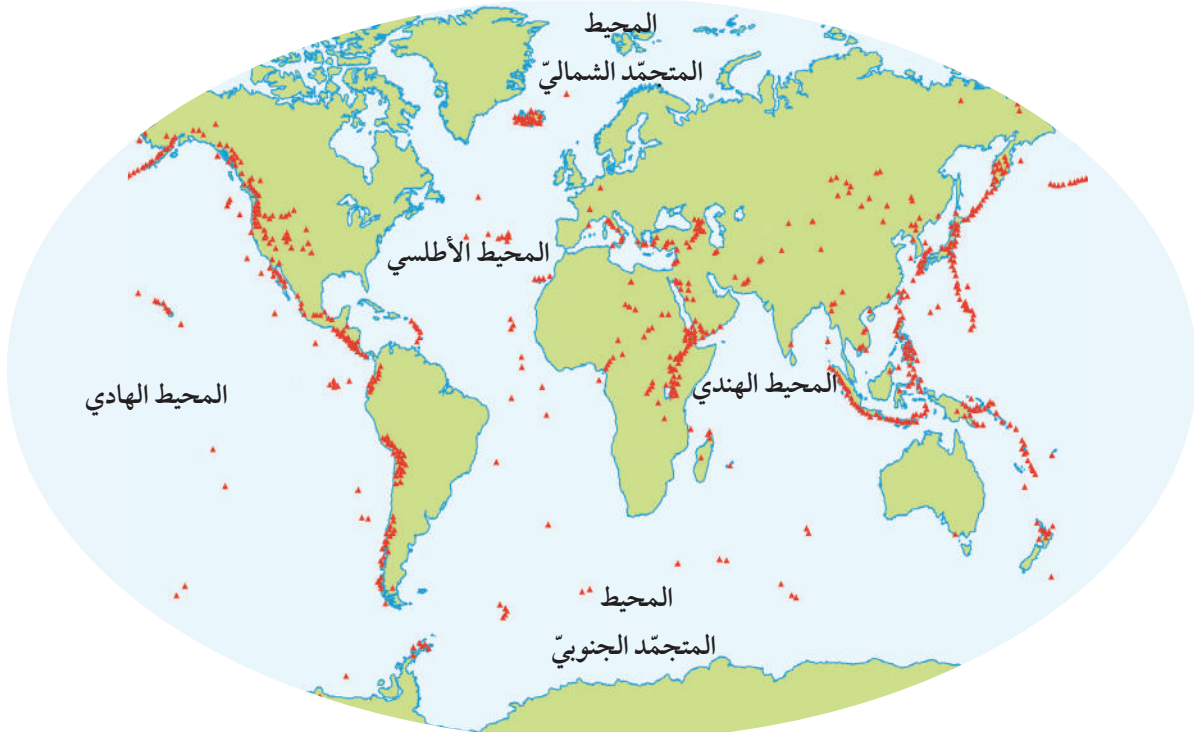 المحيط
المتجمّد الشماليّ
المحيط الأطلسي
المحيط الهندي
المحيط الهادي
المحيط
المتجمّد الجنوبيّ